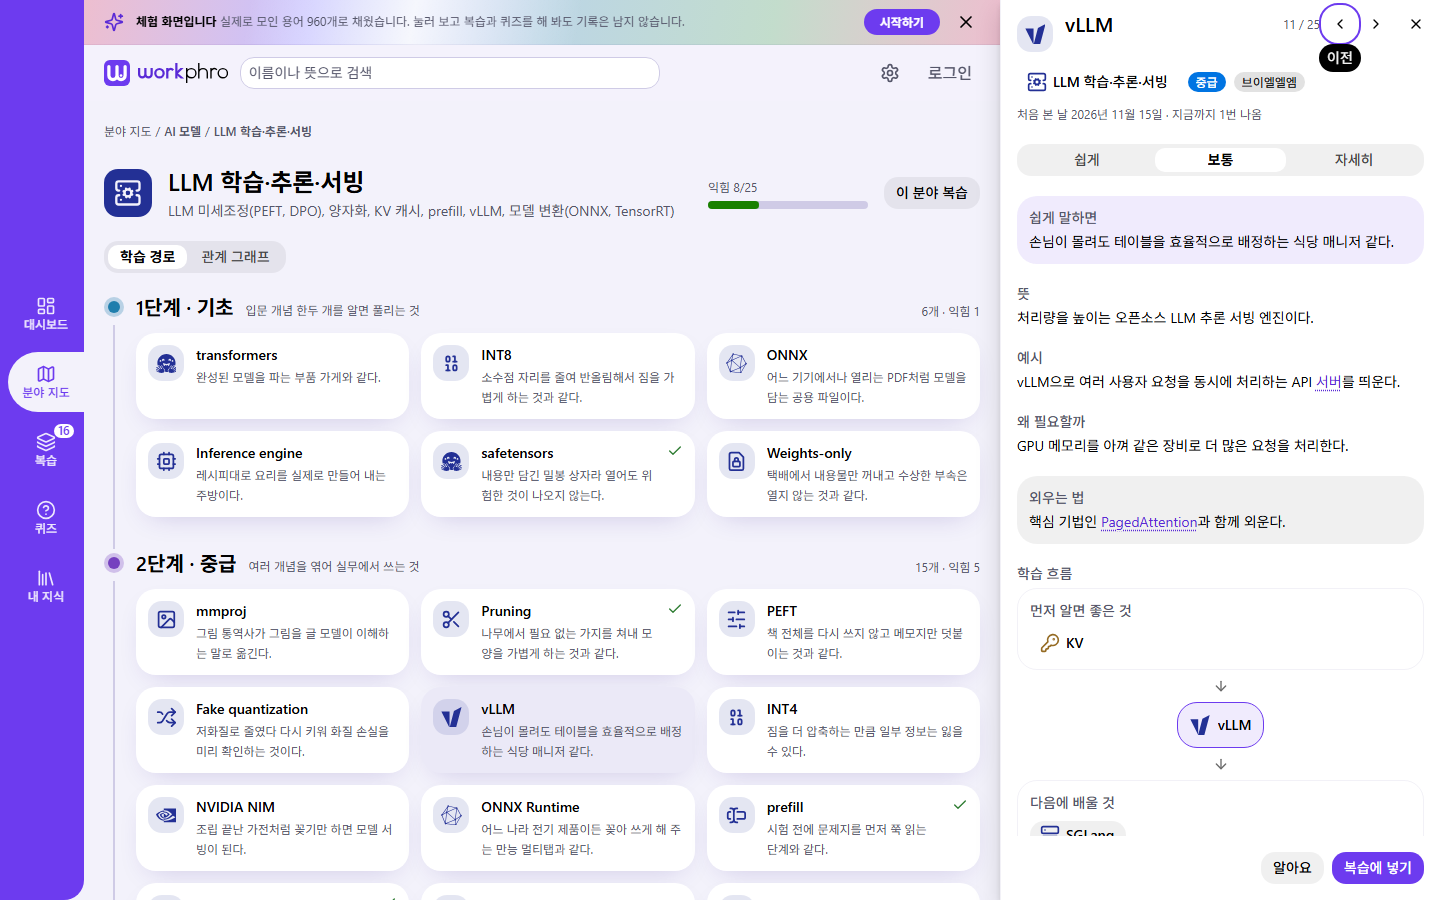 체험 화면입니다 실제로 모인 용어 960개로 채웠습니다. 눌러 보고 복습과 퀴즈를 해 봐도 기록은 남지 않습니다.
시작하기
workphro
이름이나 뜻으로 검색
로그인
대시보드
분야 지도
16
복습
퀴즈
내 지식
분야 지도 / AI 모델 / LLM 학습·추론·서빙
LLM 학습·추론·서빙
LLM 미세조정(PEFT, DPO), 양자화, KV 캐시, prefill, vLLM, 모델 변환(ONNX, TensorRT)
익힘 8/25
이 분야 복습
학습 경로
관계 그래프
1단계 · 기초 입문 개념 한두 개를 알면 풀리는 것
6개 · 익힘 1
transformers
완성된 모델을 파는 부품 가게와 같다.
INT8
소수점 자리를 줄여 반올림해서 짐을 가
볍게 하는 것과 같다.
ONNX
어느 기기에서나 열리는 PDF처럼 모델을
담는 공용 파일이다.
Inference engine
레시피대로 요리를 실제로 만들어 내는
주방이다.
safetensors
내용만 담긴 밀봉 상자라 열어도 위
험한 것이 나오지 않는다.
Weights-only
택배에서 내용물만 꺼내고 수상한 부속은
열지 않는 것과 같다.
2단계 · 중급 여러 개념을 엮어 실무에서 쓰는 것
15개 · 익힘 5
mmproj
그림 통역사가 그림을 글 모델이 이해하
는 말로 옮긴다.
Pruning
나무에서 필요 없는 가지를 쳐내 모
양을 가볍게 하는 것과 같다.
PEFT
책 전체를 다시 쓰지 않고 메모지만 덧붙
이는 것과 같다.
Fake quantization
저화질로 줄였다 다시 키워 화질 손실을
미리 확인하는 것이다.
vLLM
손님이 몰려도 테이블을 효율적으로 배정
하는 식당 매니저 같다.
INT4
짐을 더 압축하는 만큼 일부 정보는 잃을
수 있다.
NVIDIA NIM
조립 끝난 가전처럼 꽂기만 하면 모델 서
빙이 된다.
ONNX Runtime
어느 나라 전기 제품이든 꽂아 쓰게 해 주
는 만능 멀티탭과 같다.
prefill
시험 전에 문제지를 먼저 쭉 읽는
단계와 같다.
vLLM
11 / 25
이전
LLM 학습·추론·서빙
중급
브이엘엘엠
처음 본 날 2026년 11월 15일 · 지금까지 1번 나옴
쉽게
보통
자세히
쉽게 말하면
손님이 몰려도 테이블을 효율적으로 배정하는 식당 매니저 같다.
뜻
처리량을 높이는 오픈소스 LLM 추론 서빙 엔진이다.
예시
vLLM으로 여러 사용자 요청을 동시에 처리하는 API 서버를 띄운다.
왜 필요할까
GPU 메모리를 아껴 같은 장비로 더 많은 요청을 처리한다.
외우는 법
핵심 기법인 PagedAttention과 함께 외운다.
학습 흐름
먼저 알면 좋은 것
KV
vLLM
다음에 배울 것
SGLang
알아요
복습에 넣기